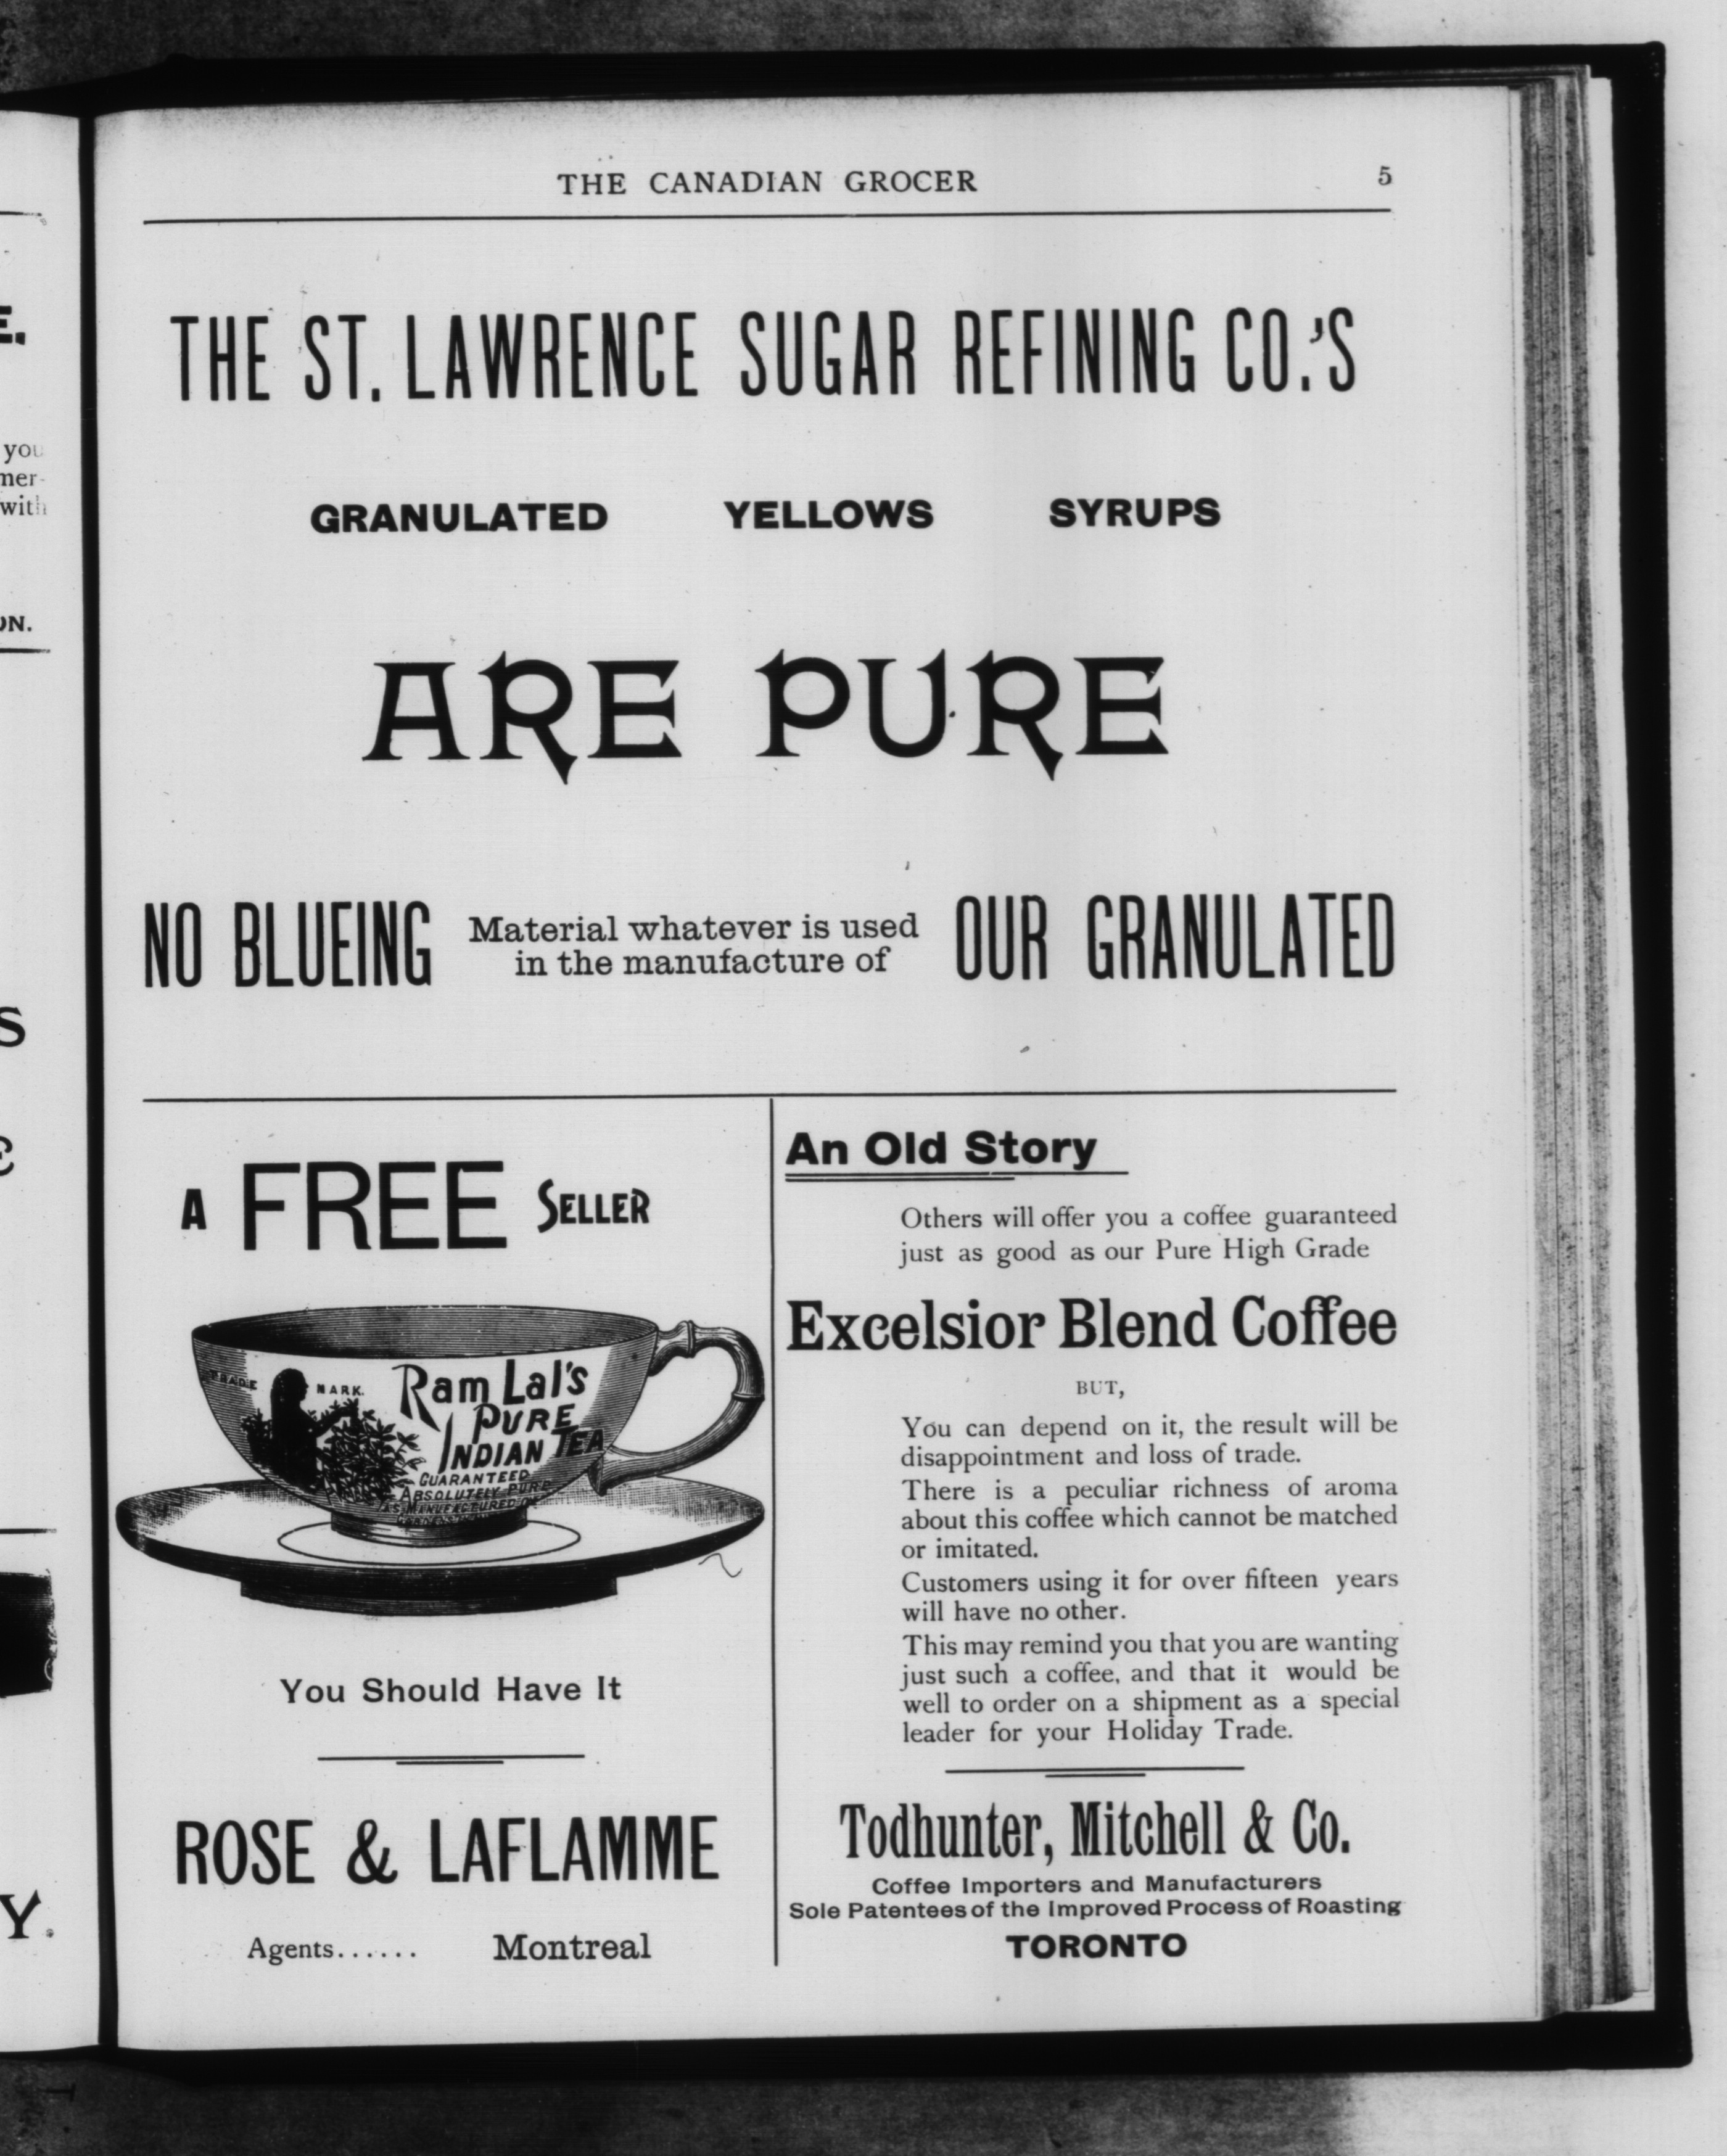 THE CANADIAN GROCER 5
THE ST. LAWRENCE SUGAR REFINING CO.'S
GRANULATED YELLOWS SYRUPS
ARE PURE
NO BLUEING Material whatever is used in the manufacture of OUR GRANULATED
A FREE SELLER
TRADE MARK.
Ram Lal's
PURE
INDIAN TEA
GUARANTEED
ABSOLUTELY PURE
AS MANUFACTURED ON
You Should Have It
ROSE & LAFLAMME
Agents...... Montreal
An Old Story
Others will offer you a coffee guaranteed
just as good as our Pure High Grade
Excelsior Blend Coffee
BUT,
You can depend on it, the result will be
disappointment and loss of trade.
There is a peculiar richness of aroma
about this coffee which cannot be matched
or imitated.
Customers using it for over fifteen years
will have no other.
This may remind you that you are wanting
just such a coffee, and that it would be
well to order on a shipment as a special
leader for your Holiday Trade.
Todhunter, Mitchell & Co.
Coffee Importers and Manufacturers
Sole Patentees of the Improved Process of Roasting
TORONTO
you
mer-
with
ON.